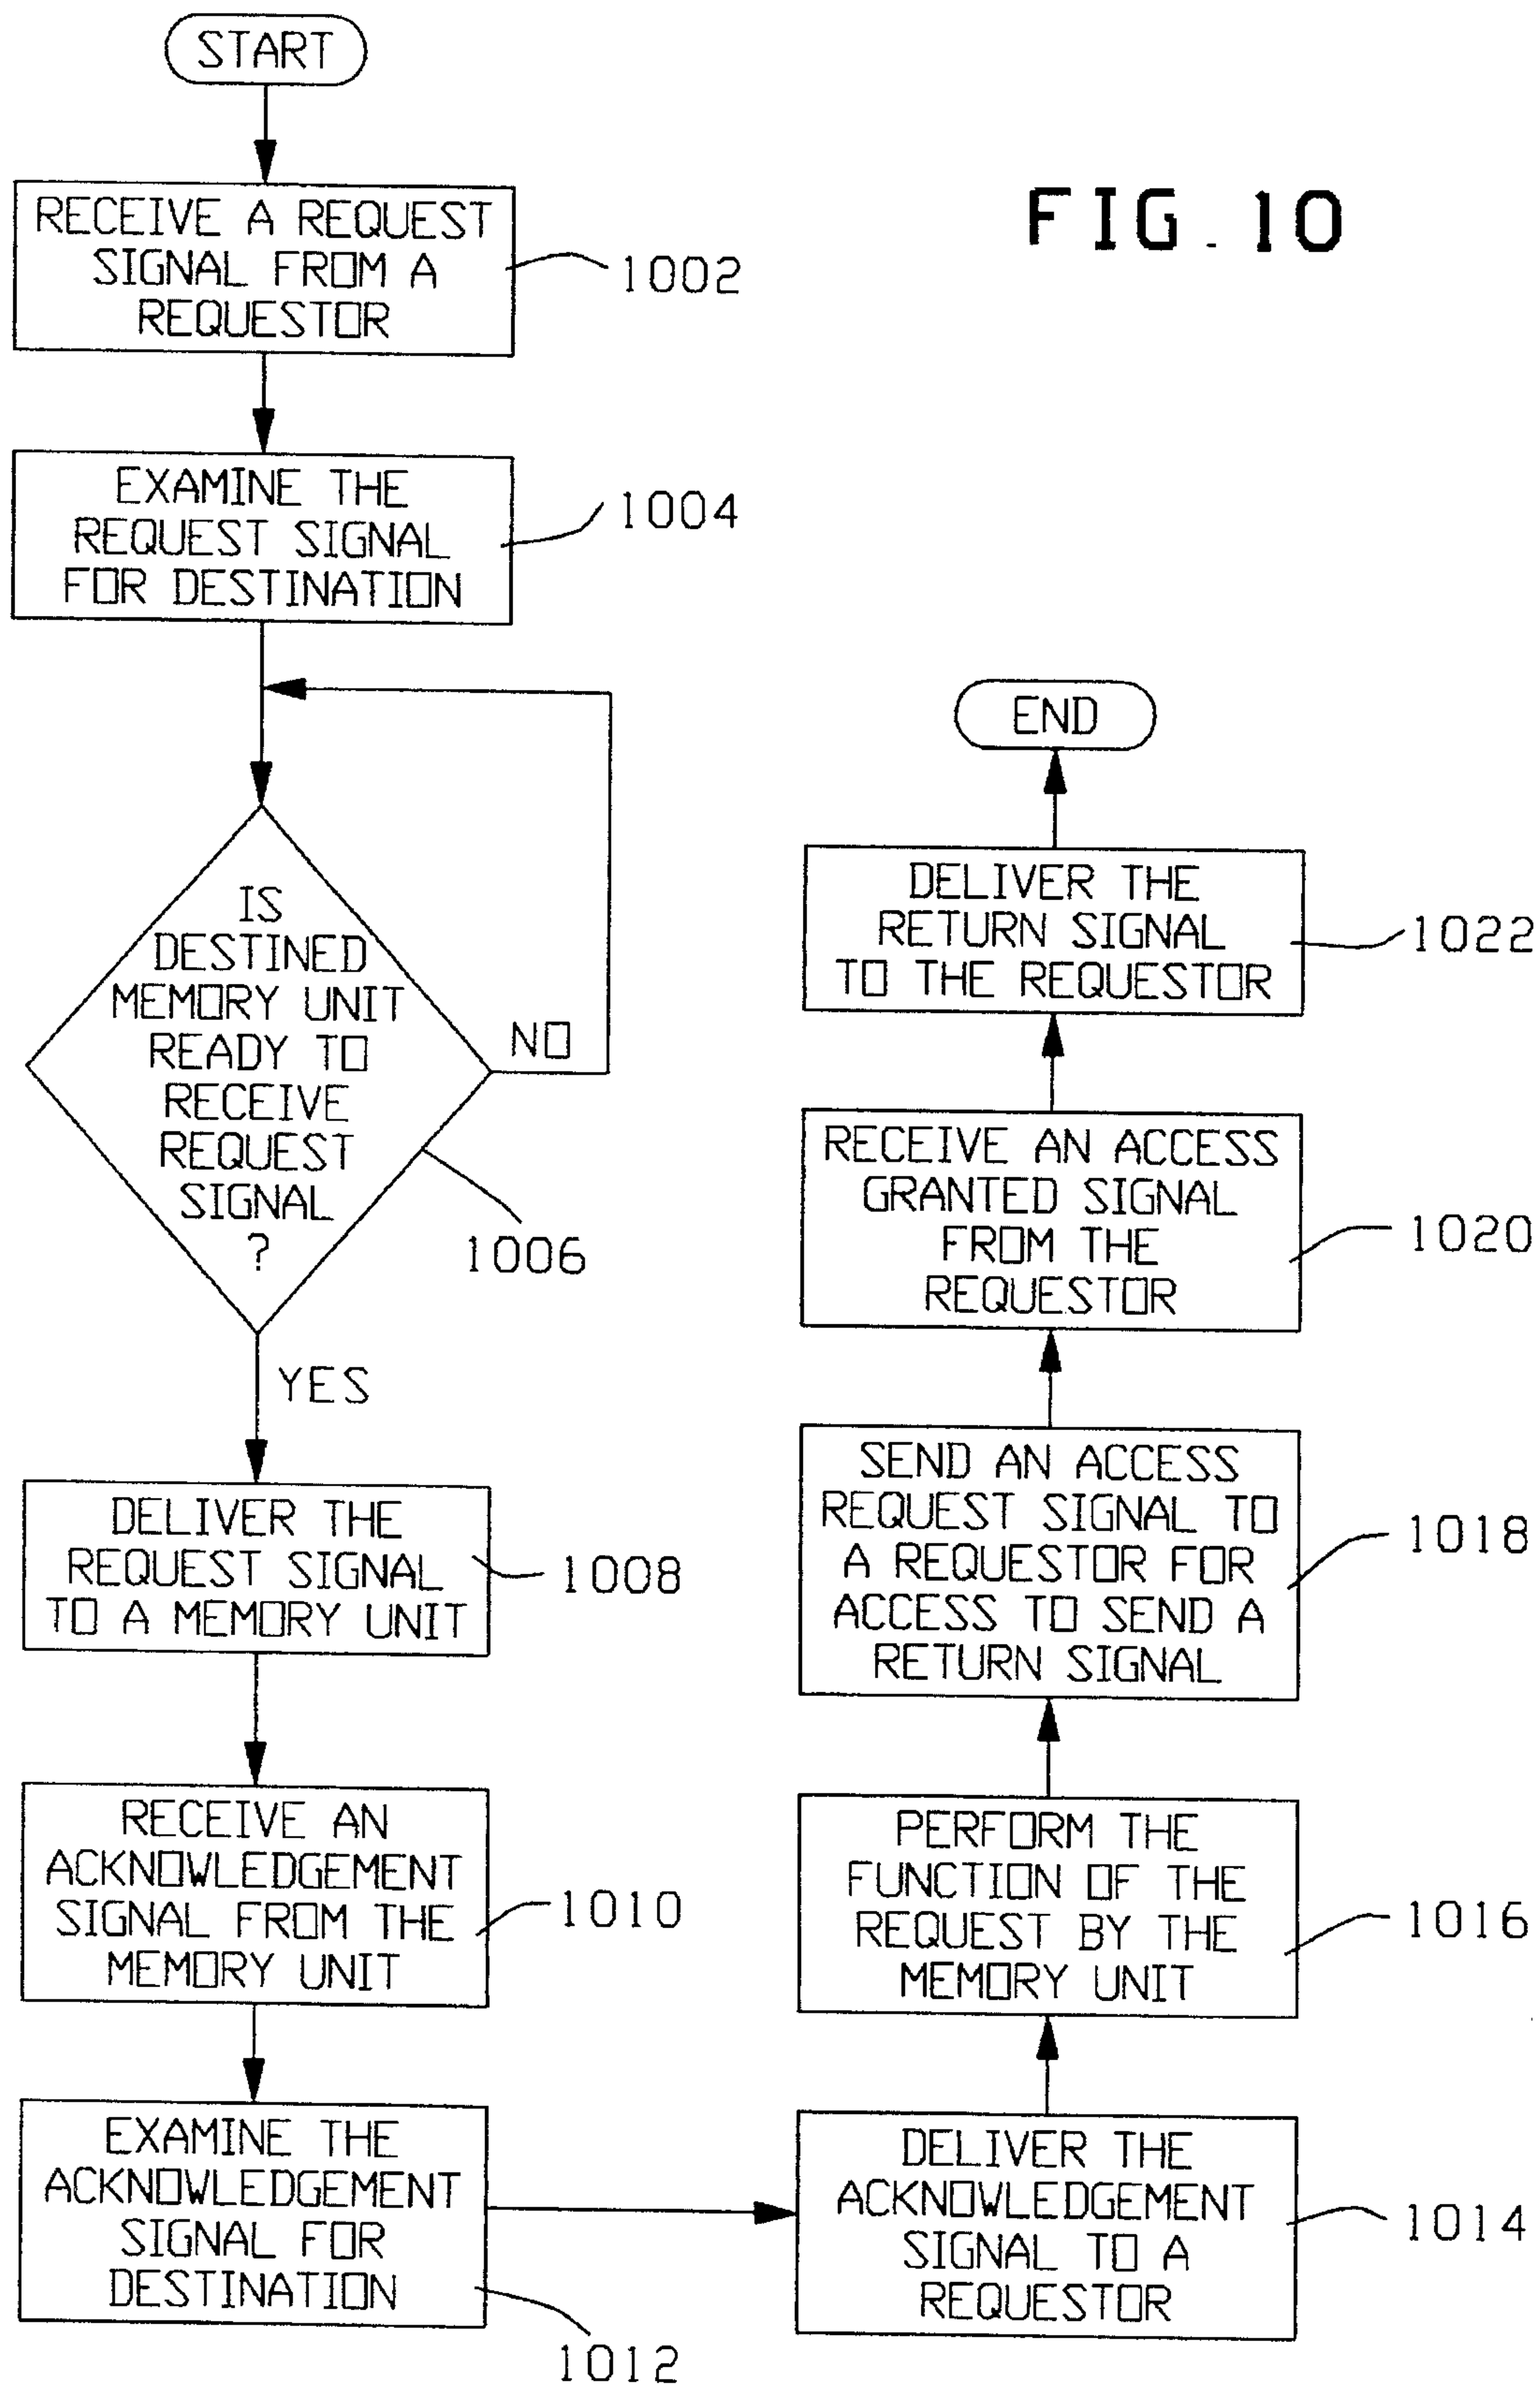 START
FIG. 10
RECEIVE A REQUEST
SIGNAL FROM A
REQUESTOR
1002
EXAMINE THE
REQUEST SIGNAL
FOR DESTINATION
1004
IS
DESTINED
MEMORY UNIT
READY TO
RECEIVE
REQUEST
SIGNAL
?
NO
1006
YES
DELIVER THE
REQUEST SIGNAL
TO A MEMORY UNIT
1008
RECEIVE AN
ACKNOWLEDGEMENT
SIGNAL FROM THE
MEMORY UNIT
1010
EXAMINE THE
ACKNOWLEDGEMENT
SIGNAL FOR
DESTINATION
1012
DELIVER THE
ACKNOWLEDGEMENT
SIGNAL TO A
REQUESTOR
1014
PERFORM THE
FUNCTION OF THE
REQUEST BY THE
MEMORY UNIT
1016
SEND AN ACCESS
REQUEST SIGNAL TO
A REQUESTOR FOR
ACCESS TO SEND A
RETURN SIGNAL
1018
RECEIVE AN ACCESS
GRANTED SIGNAL
FROM THE
REQUESTOR
1020
DELIVER THE
RETURN SIGNAL
TO THE REQUESTOR
1022
END